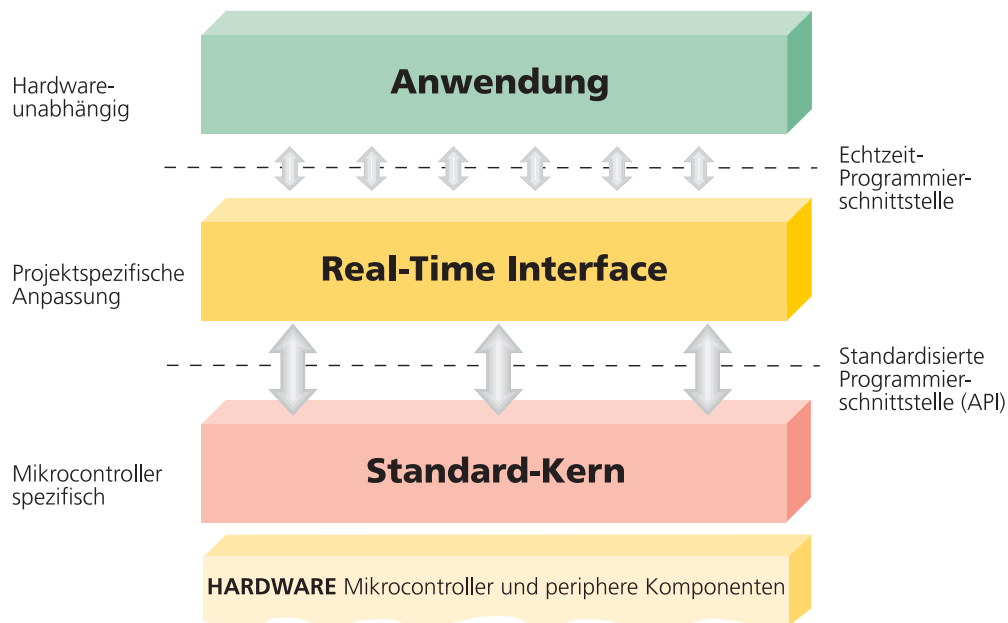 Anwendung
Hardware-
unabhängig
Echtzeit-
Programmier-
schnittstelle
Real-Time Interface
Projektspezifische
Anpassung
Standardisierte
Programmier-
schnittstelle (API)
Standard-Kern
Mikrocontroller
spezifisch
HARDWARE Mikrocontroller und periphere Komponenten